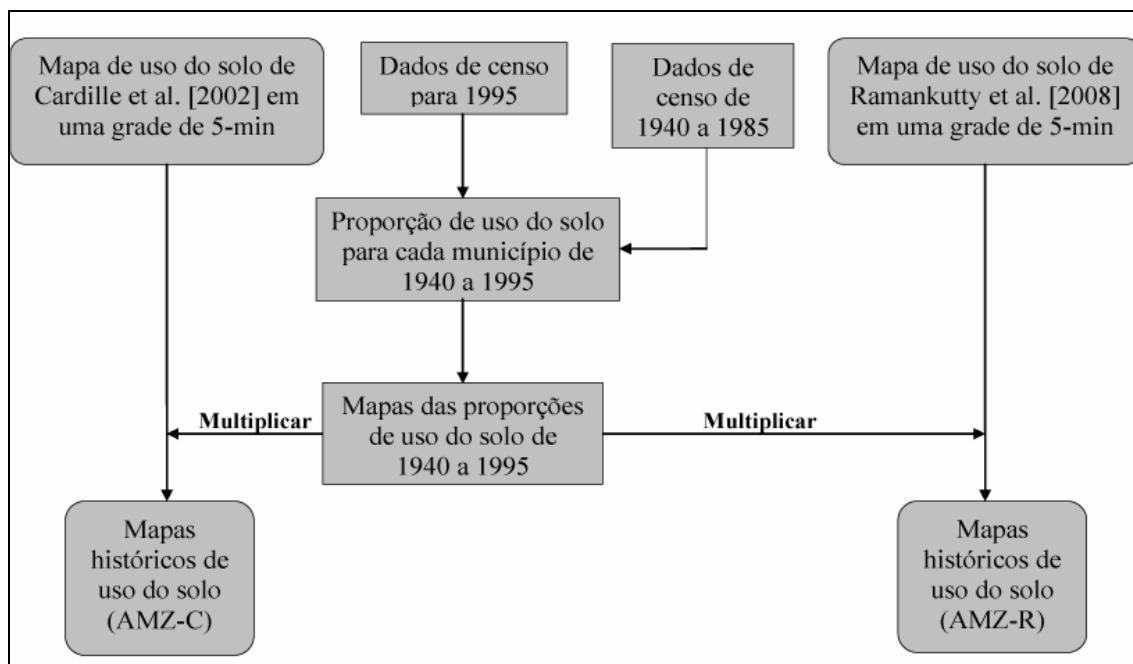 Mapa de uso do solo de
Cardille et al. [2002] em
uma grade de 5-min
Dados de censo
para 1995
Dados de
censo de
1940 a 1985
Mapa de uso do solo de
Ramankutty et al. [2008]
em uma grade de 5-min
Proporção de uso do solo
para cada município de
1940 a 1995
Multiplicar
Mapas das proporções
de uso do solo de
1940 a 1995
Multiplicar
Mapas
históricos de
uso do solo
(AMZ-C)
Mapas
históricos de
uso do solo
(AMZ-R)